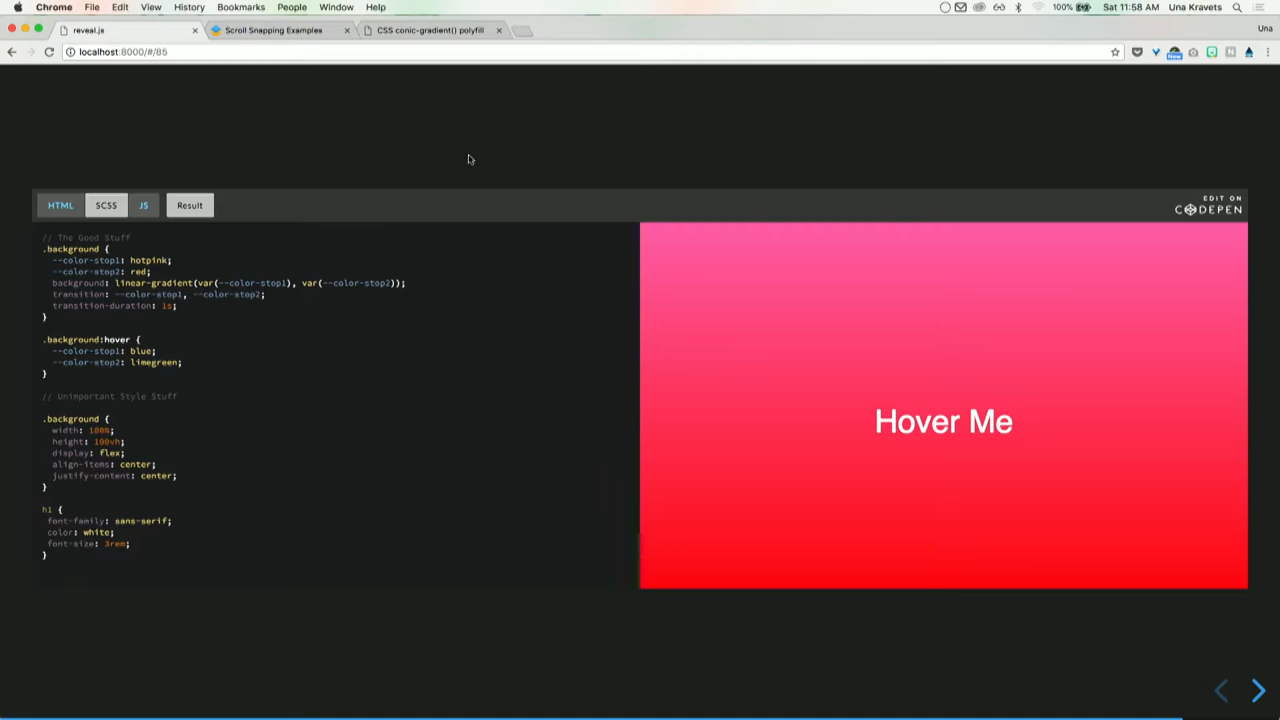 Chrome File Edit View History Bookmarks People Window Help 100% Sat 11:58 AM Una Kravets
reveal.js Scroll Snapping Examples CSS conic-gradient() polyfill Una
localhost:8000/#/85
HTML SCSS JS Result
EDIT ON
CODEPEN
// The Good Stuff
.background {
--color-stop1: hotpink;
--color-stop2: red;
background: linear-gradient(var(--color-stop1), var(--color-stop2));
transition: --color-stop1, --color-stop2;
transition-duration: 1s;
}
.background:hover {
--color-stop1: blue;
--color-stop2: limegreen;
}
// Unimportant Style Stuff
.background {
width: 100%;
height: 100vh;
display: flex;
align-items: center;
justify-content: center;
}
h1 {
font-family: sans-serif;
color: white;
font-size: 3rem;
}
Hover Me